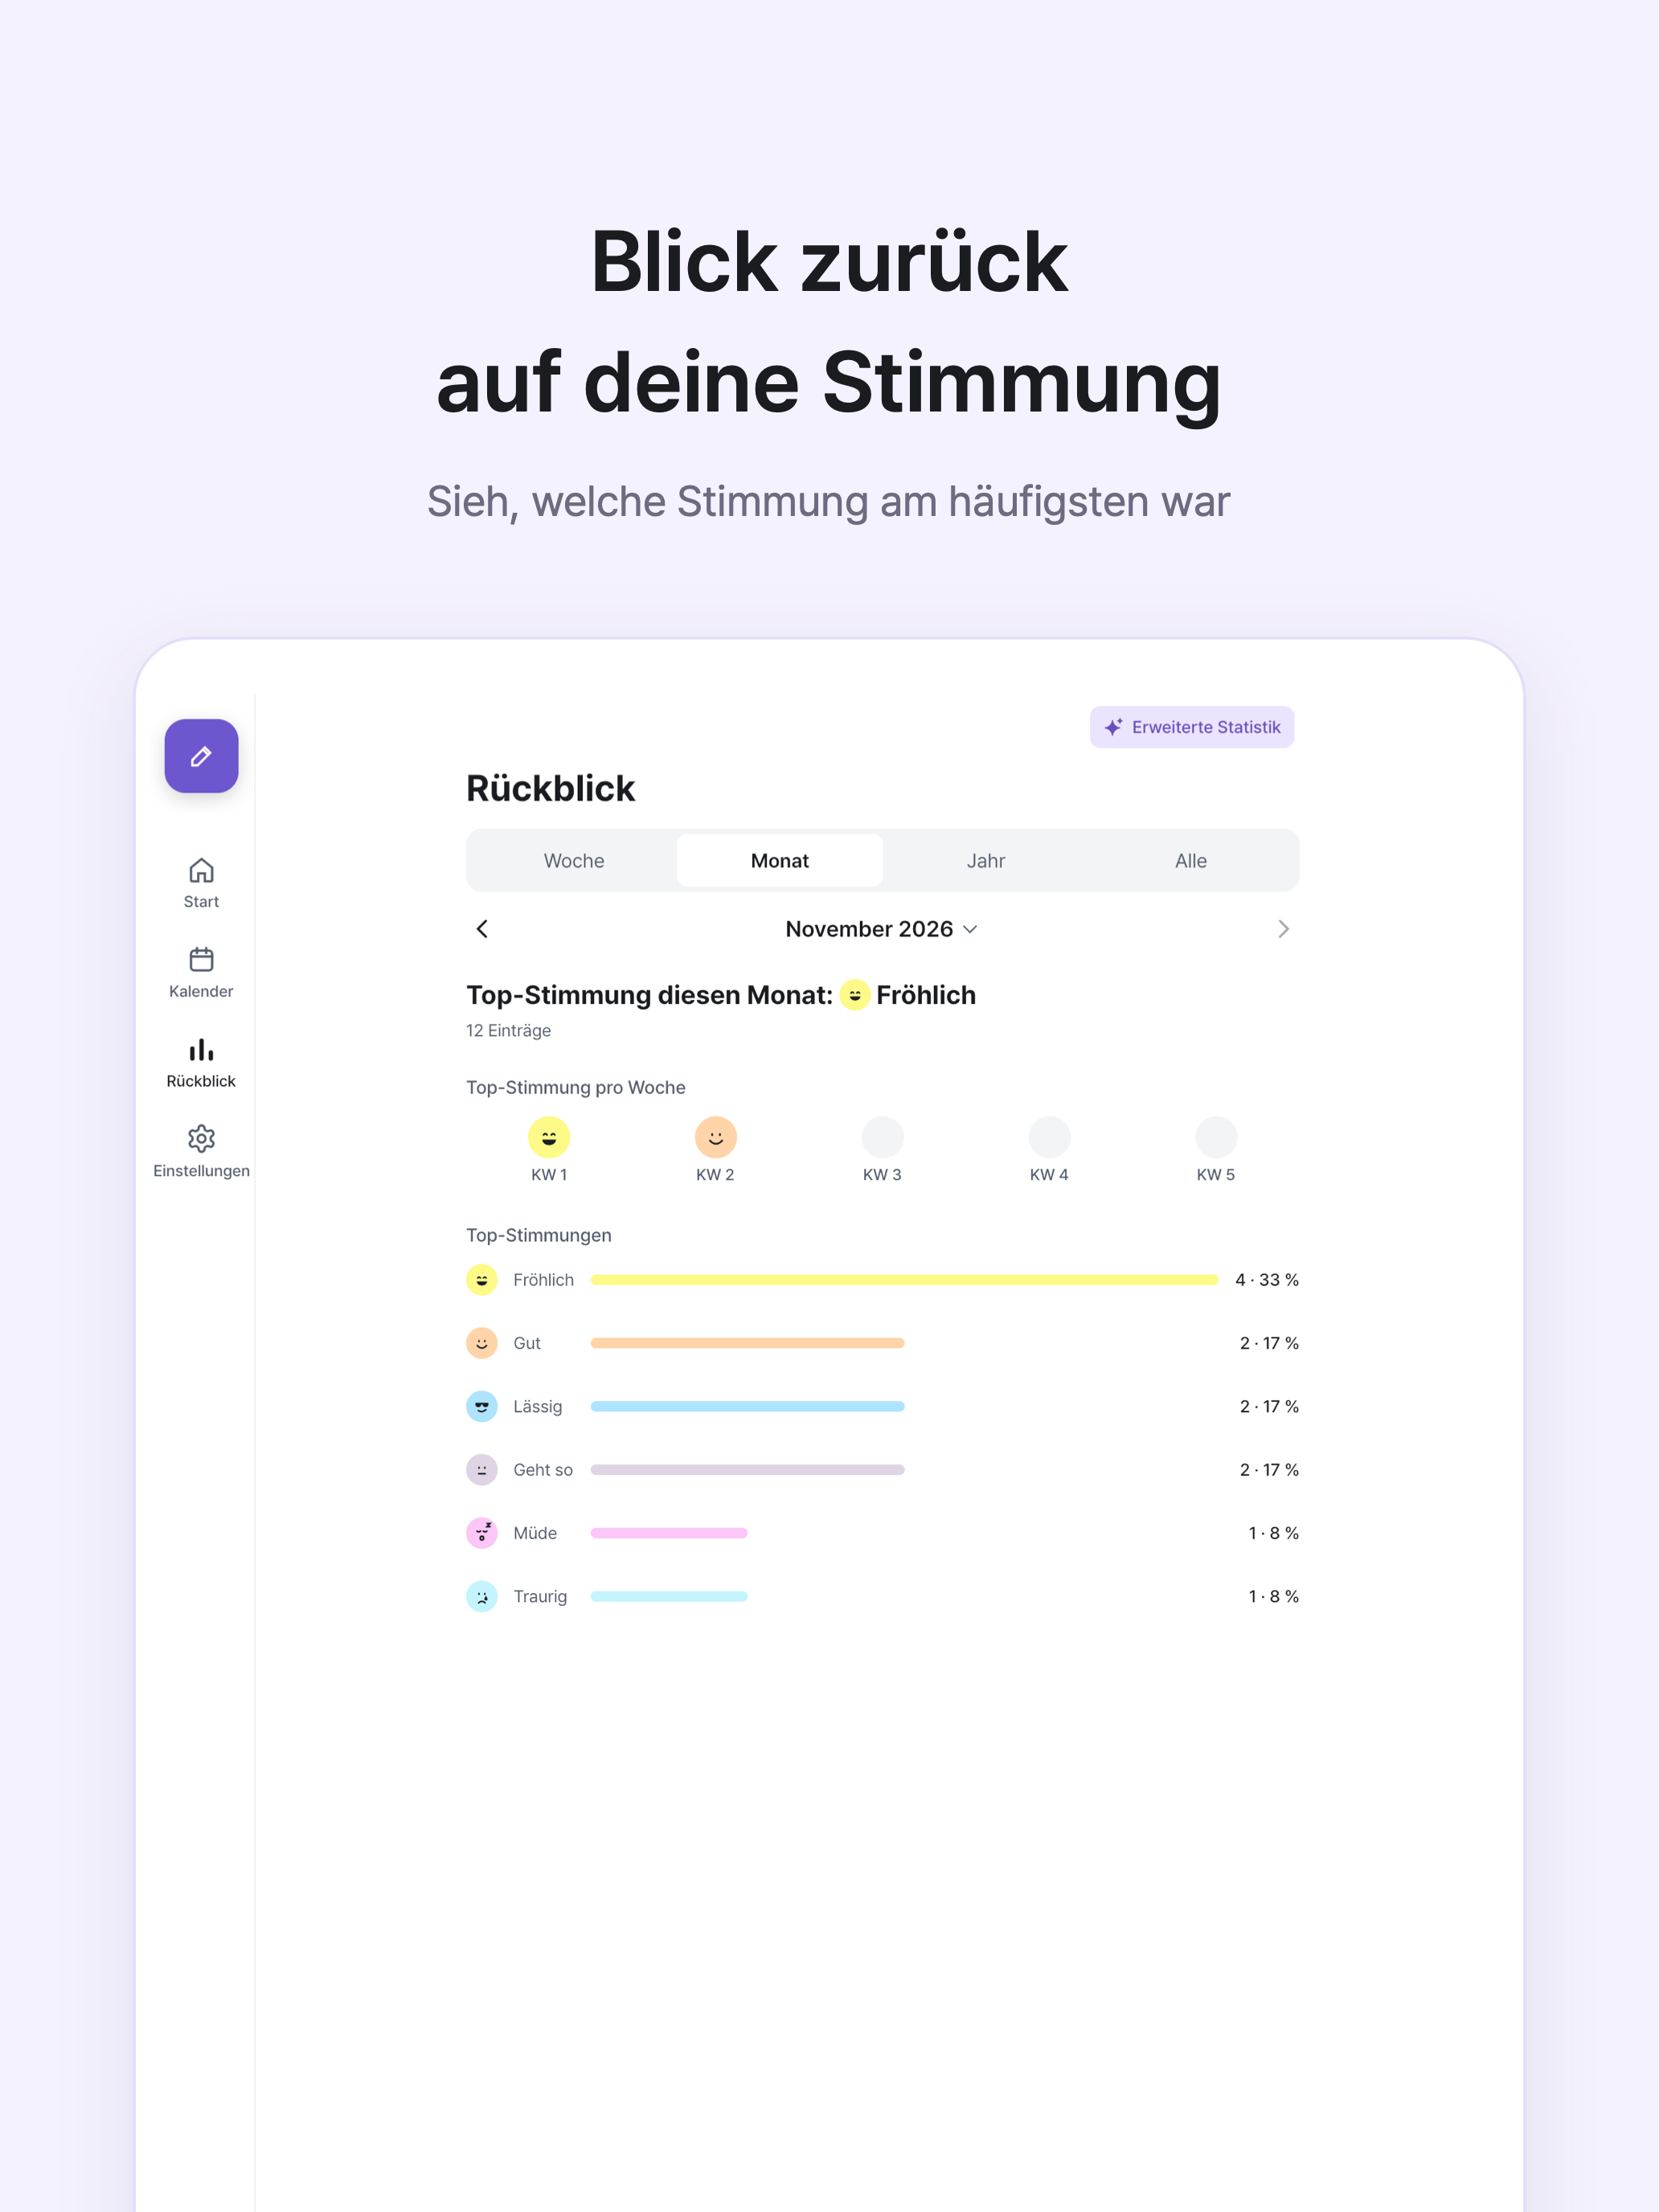 Blick zurück
auf deine Stimmung
Sieh, welche Stimmung am häufigsten war
Erweiterte Statistik
Rückblick
Woche Monat Jahr Alle
November 2026
Top-Stimmung diesen Monat: Fröhlich
12 Einträge
Top-Stimmung pro Woche
KW 1 KW 2 KW 3 KW 4 KW 5
Top-Stimmungen
Fröhlich 4 · 33 %
Gut 2 · 17 %
Lässig 2 · 17 %
Geht so 2 · 17 %
Müde 1 · 8 %
Traurig 1 · 8 %
Start
Kalender
Rückblick
Einstellungen